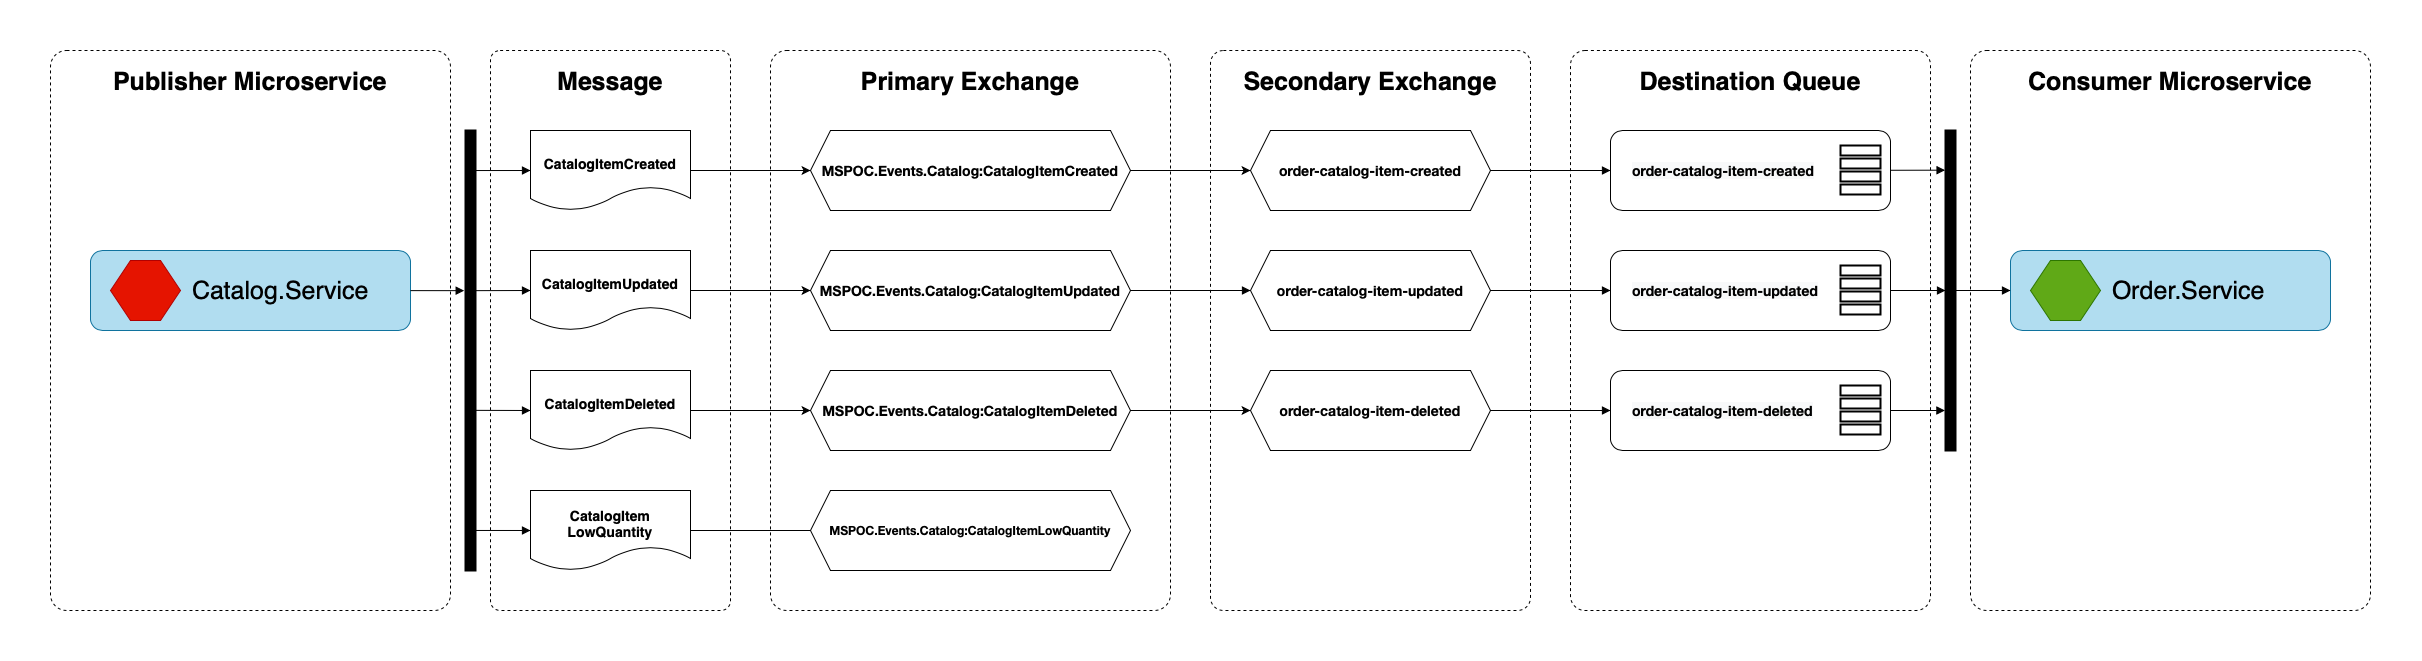 Publisher Microservice
Message
Primary Exchange
Secondary Exchange
Destination Queue
Consumer Microservice
CatalogItemCreated
MSPOC.Events.Catalog:CatalogItemCreated
order-catalog-item-created
order-catalog-item-created
Catalog.Service
CatalogItemUpdated
MSPOC.Events.Catalog:CatalogItemUpdated
order-catalog-item-updated
order-catalog-item-updated
Order.Service
CatalogItemDeleted
MSPOC.Events.Catalog:CatalogItemDeleted
order-catalog-item-deleted
order-catalog-item-deleted
CatalogItem
LowQuantity
MSPOC.Events.Catalog:CatalogItemLowQuantity